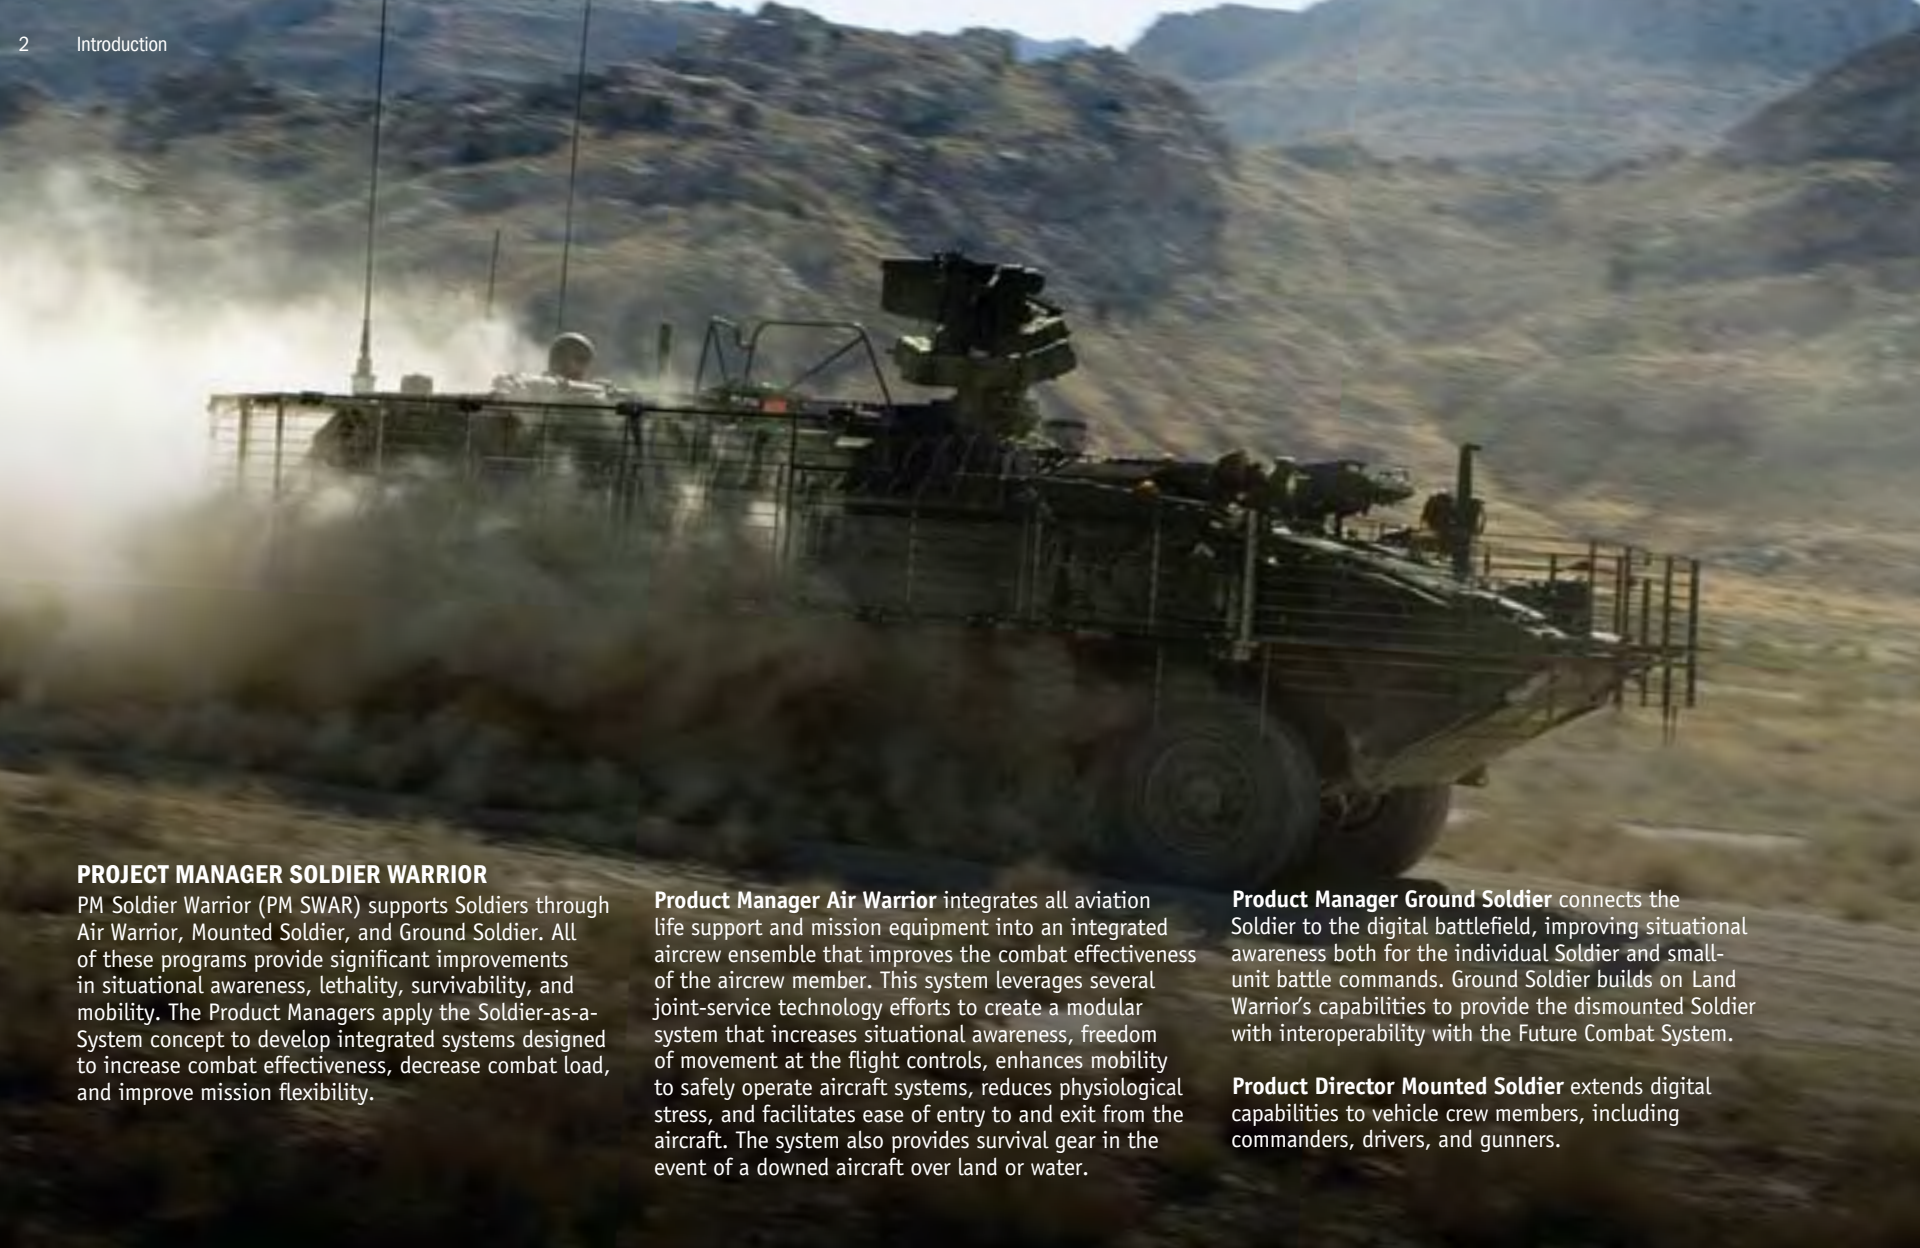 2 Introduction
PROJECT MANAGER SOLDIER WARRIOR
PM Soldier Warrior (PM SWAR) supports Soldiers through
Air Warrior, Mounted Soldier, and Ground Soldier. All
of these programs provide significant improvements
in situational awareness, lethality, survivability, and
mobility. The Product Managers apply the Soldier-as-a-
System concept to develop integrated systems designed
to increase combat effectiveness, decrease combat load,
and improve mission flexibility.
Product Manager Air Warrior integrates all aviation
life support and mission equipment into an integrated
aircrew ensemble that improves the combat effectiveness
of the aircrew member. This system leverages several
joint-service technology efforts to create a modular
system that increases situational awareness, freedom
of movement at the flight controls, enhances mobility
to safely operate aircraft systems, reduces physiological
stress, and facilitates ease of entry to and exit from the
aircraft. The system also provides survival gear in the
event of a downed aircraft over land or water.
Product Manager Ground Soldier connects the
Soldier to the digital battlefield, improving situational
awareness both for the individual Soldier and small-
unit battle commands. Ground Soldier builds on Land
Warrior’s capabilities to provide the dismounted Soldier
with interoperability with the Future Combat System.
Product Director Mounted Soldier extends digital
capabilities to vehicle crew members, including
commanders, drivers, and gunners.